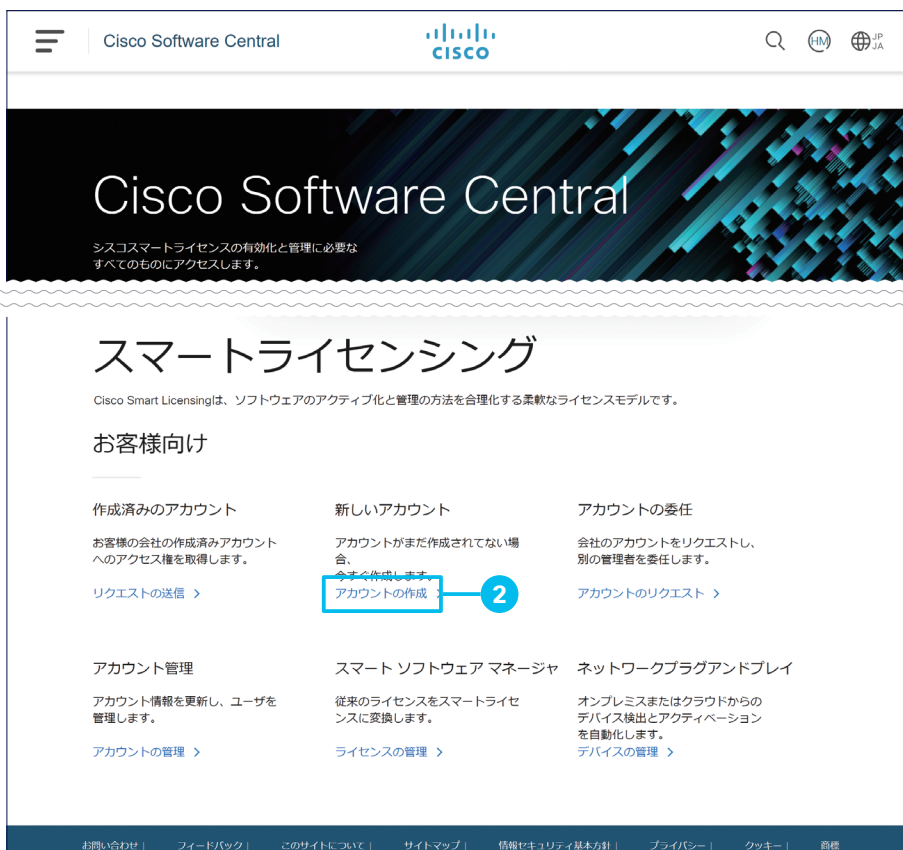 Cisco Software Central
CISCO
HM
JP
JA
Cisco Software Central
シスコスマートライセンスの有効化と管理に必要な
すべてのものにアクセスします。
スマートライセンシング
Cisco Smart Licensingは、ソフトウェアのアクティブ化と管理の方法を合理化する柔軟なライセンスモデルです。
お客様向け
作成済みのアカウント
お客様の会社の作成済みアカウント
へのアクセス権を取得します。
リクエストの送信
新しいアカウント
アカウントがまだ作成されてない場
合、
今すぐ作成します。
アカウントの作成
2
アカウントの委任
会社のアカウントをリクエストし、
別の管理者を委任します。
アカウントのリクエスト
アカウント管理
アカウント情報を更新し、ユーザを
管理します。
アカウントの管理
スマート ソフトウェア マネージャ
従来のライセンスをスマートライセ
ンスに変換します。
ライセンスの管理
ネットワークプラグアンドプレイ
オンプレミスまたはクラウドからの
デバイス検出とアクティベーション
を自動化します。
デバイスの管理
お問い合わせ | フィードバック | このサイトについて | サイトマップ | 情報セキュリティ基本方針 | プライバシー | クッキー | 商標